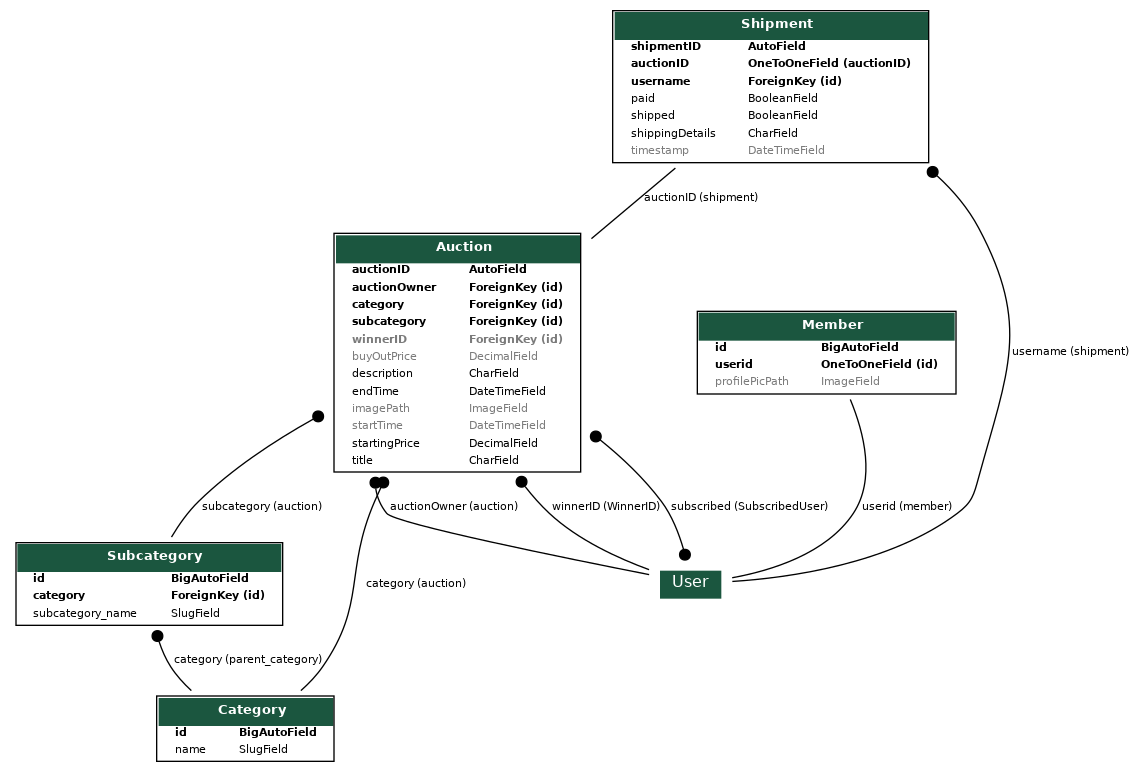 Shipment
shipmentID AutoField
auctionID OneToOneField (auctionID)
username ForeignKey (id)
paid BooleanField
shipped BooleanField
shippingDetails CharField
timestamp DateTimeField
auctionID (shipment)
Auction
auctionID AutoField
auctionOwner ForeignKey (id)
category ForeignKey (id)
subcategory ForeignKey (id)
winnerID ForeignKey (id)
buyOutPrice DecimalField
description CharField
endTime DateTimeField
imagePath ImageField
startTime DateTimeField
startingPrice DecimalField
title CharField
Member
id BigAutoField
userid OneToOneField (id)
profilePicPath ImageField
username (shipment)
subcategory (auction)
auctionOwner (auction)
winnerID (WinnerID)
subscribed (SubscribedUser)
userid (member)
Subcategory
id BigAutoField
category ForeignKey (id)
subcategory_name SlugField
category (auction)
User
category (parent_category)
Category
id BigAutoField
name SlugField